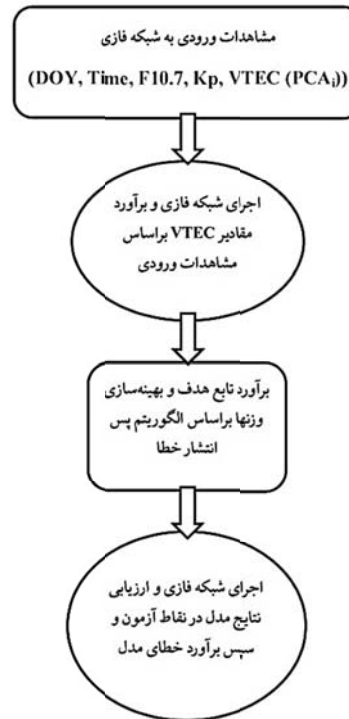 مشاهدات ورودی به شبکه فازی
(DOY, Time, F10.7, Kp, VTEC (PCAi))
اجرای شبکه فازی و برآورد
مقادیر VTEC براساس
مشاهدات ورودی
برآورد تابع هدف و بهینه‌سازی
وزنها براساس الگوریتم پس
انتشار خطا
اجرای شبکه فازی و ارزیابی
نتایج مدل در نقاط آزمون و
سپس برآورد خطای مدل